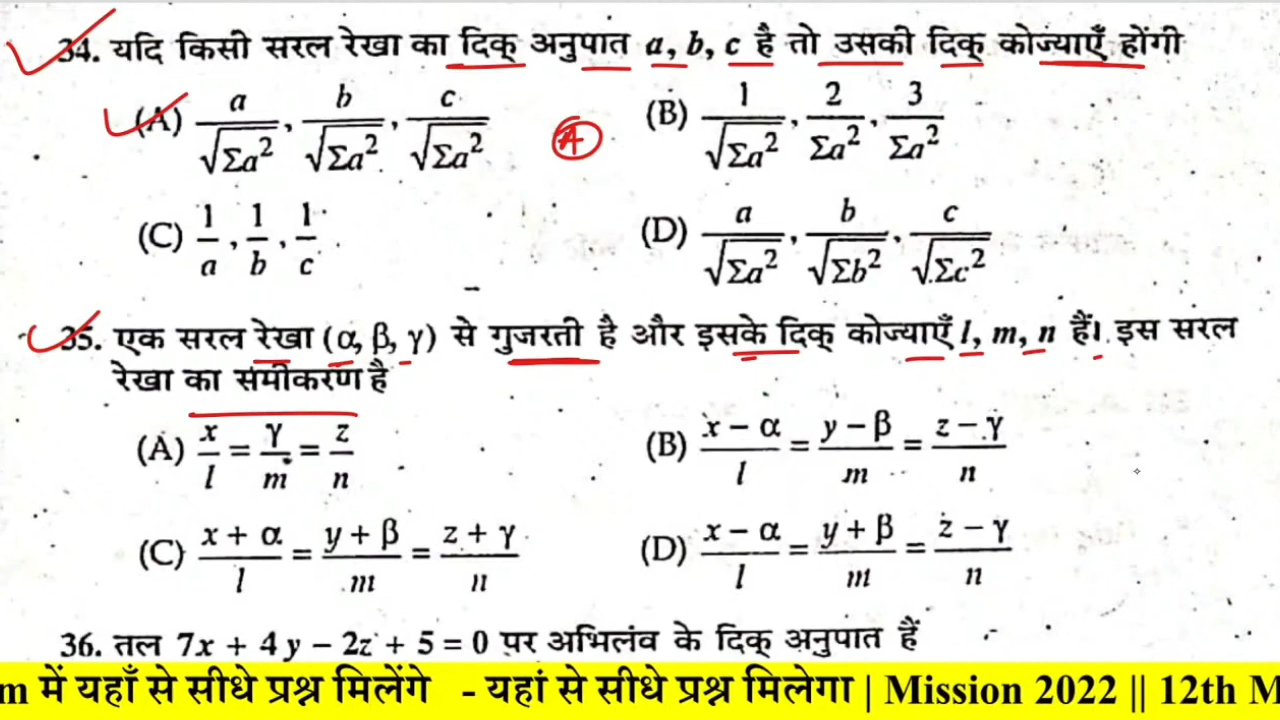 34. यदि किसी सरल रेखा का दिक् अनुपात a, b, c है तो उसकी दिक् कोज्याएँ होंगी
(A) a/√Σa², b/√Σa², c/√Σa² (B) 1/√Σa², 2/Σa², 3/Σa²
A
(C) 1/a, 1/b, 1/c (D) a/√Σa², b/√Σb², c/√Σc²
35. एक सरल रेखा (α, β, γ) से गुजरती है और इसके दिक् कोज्याएँ l, m, n हैं। इस सरल
रेखा का समीकरण है
(A) x/l = γ/m = z/n (B) x – α/l = y – β/m = z – γ/n
(C) x + α/l = y + β/m = z + γ/n (D) x – α/l = y + β/m = z – γ/n
36. तल 7x + 4y – 2z + 5 = 0 पर अभिलंव के दिक् अनुपात हैं
m में यहाँ से सीधे प्रश्न मिलेंगे - यहां से सीधे प्रश्न मिलेगा | Mission 2022 || 12th M